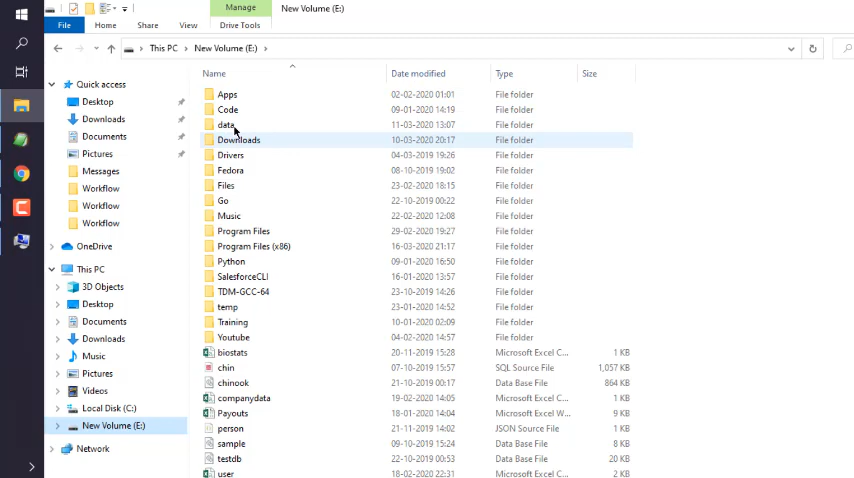 Manage
New Volume (E:)
File
Home
Share
View
Drive Tools
This PC
New Volume (E:)
Name
Date modified
Type
Size
Quick access
Desktop
Downloads
Documents
Pictures
Messages
Workflow
Workflow
Workflow
OneDrive
This PC
3D Objects
Desktop
Documents
Downloads
Music
Pictures
Videos
Local Disk (C:)
New Volume (E:)
Network
Apps 02-02-2020 01:01 File folder
Code 09-01-2020 14:19 File folder
data 11-03-2020 13:07 File folder
Downloads 10-03-2020 20:17 File folder
Drivers 04-03-2019 19:26 File folder
Fedora 08-10-2019 19:02 File folder
Files 23-02-2020 18:15 File folder
Go 22-10-2019 00:22 File folder
Music 22-02-2020 12:08 File folder
Program Files 29-02-2020 19:27 File folder
Program Files (x86) 16-03-2020 21:17 File folder
Python 09-01-2020 16:50 File folder
SalesforceCLI 16-01-2020 13:57 File folder
TDM-GCC-64 23-10-2019 14:26 File folder
temp 23-01-2020 14:52 File folder
Training 10-01-2020 02:09 File folder
Youtube 04-02-2020 14:57 File folder
biostats 20-11-2019 15:28 Microsoft Excel C... 1 KB
chin 07-10-2019 15:57 SQL Source File 1,057 KB
chinook 21-10-2019 00:17 Data Base File 864 KB
companydata 19-02-2020 14:05 Microsoft Excel C... 1 KB
Payouts 18-01-2020 14:04 Microsoft Excel W... 9 KB
person 21-11-2019 14:02 JSON Source File 1 KB
sample 09-10-2019 15:24 Data Base File 8 KB
testdb 22-10-2019 00:53 Data Base File 20 KB
user 18-02-2020 22:31 Microsoft Excel C... 2 KB